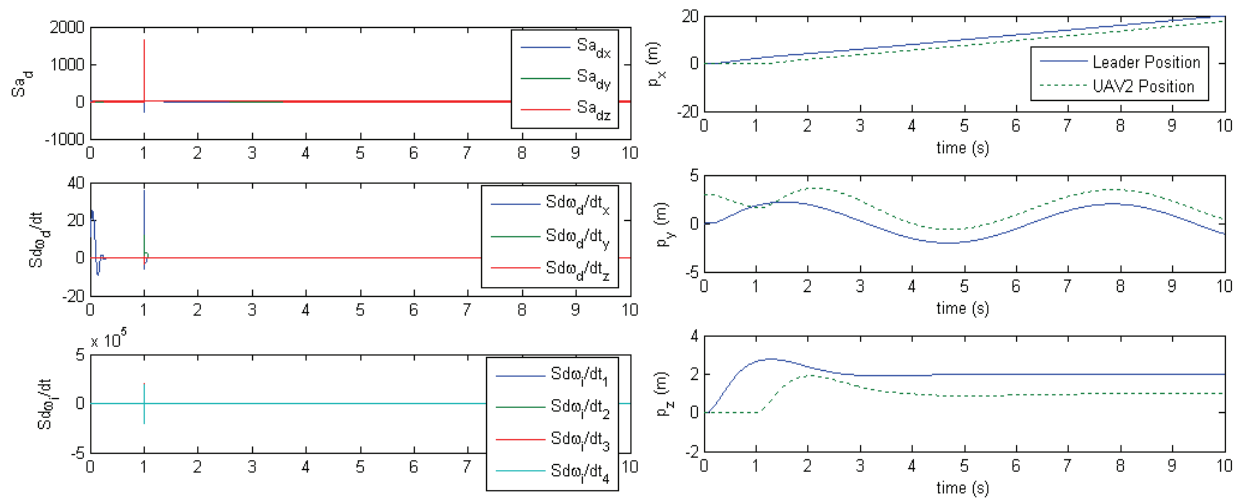 2000
1000
0
-1000
Sa_d
Sa_dx
Sa_dy
Sa_dz
0 1 2 3 4 5 6 7 8 9 10
40
20
0
-20
Sdω_d/dt
Sdω_d/dt_x
Sdω_d/dt_y
Sdω_d/dt_z
0 1 2 3 4 5 6 7 8 9 10
x 10^5
5
0
-5
Sdω_i/dt
Sdω_i/dt_1
Sdω_i/dt_2
Sdω_i/dt_3
Sdω_i/dt_4
0 1 2 3 4 5 6 7 8 9 10
20
0
-20
p_x (m)
Leader Position
UAV2 Position
0 1 2 3 4 5 6 7 8 9 10
time (s)
5
0
-5
p_y (m)
0 1 2 3 4 5 6 7 8 9 10
time (s)
4
2
0
-2
p_z (m)
0 1 2 3 4 5 6 7 8 9 10
time (s)